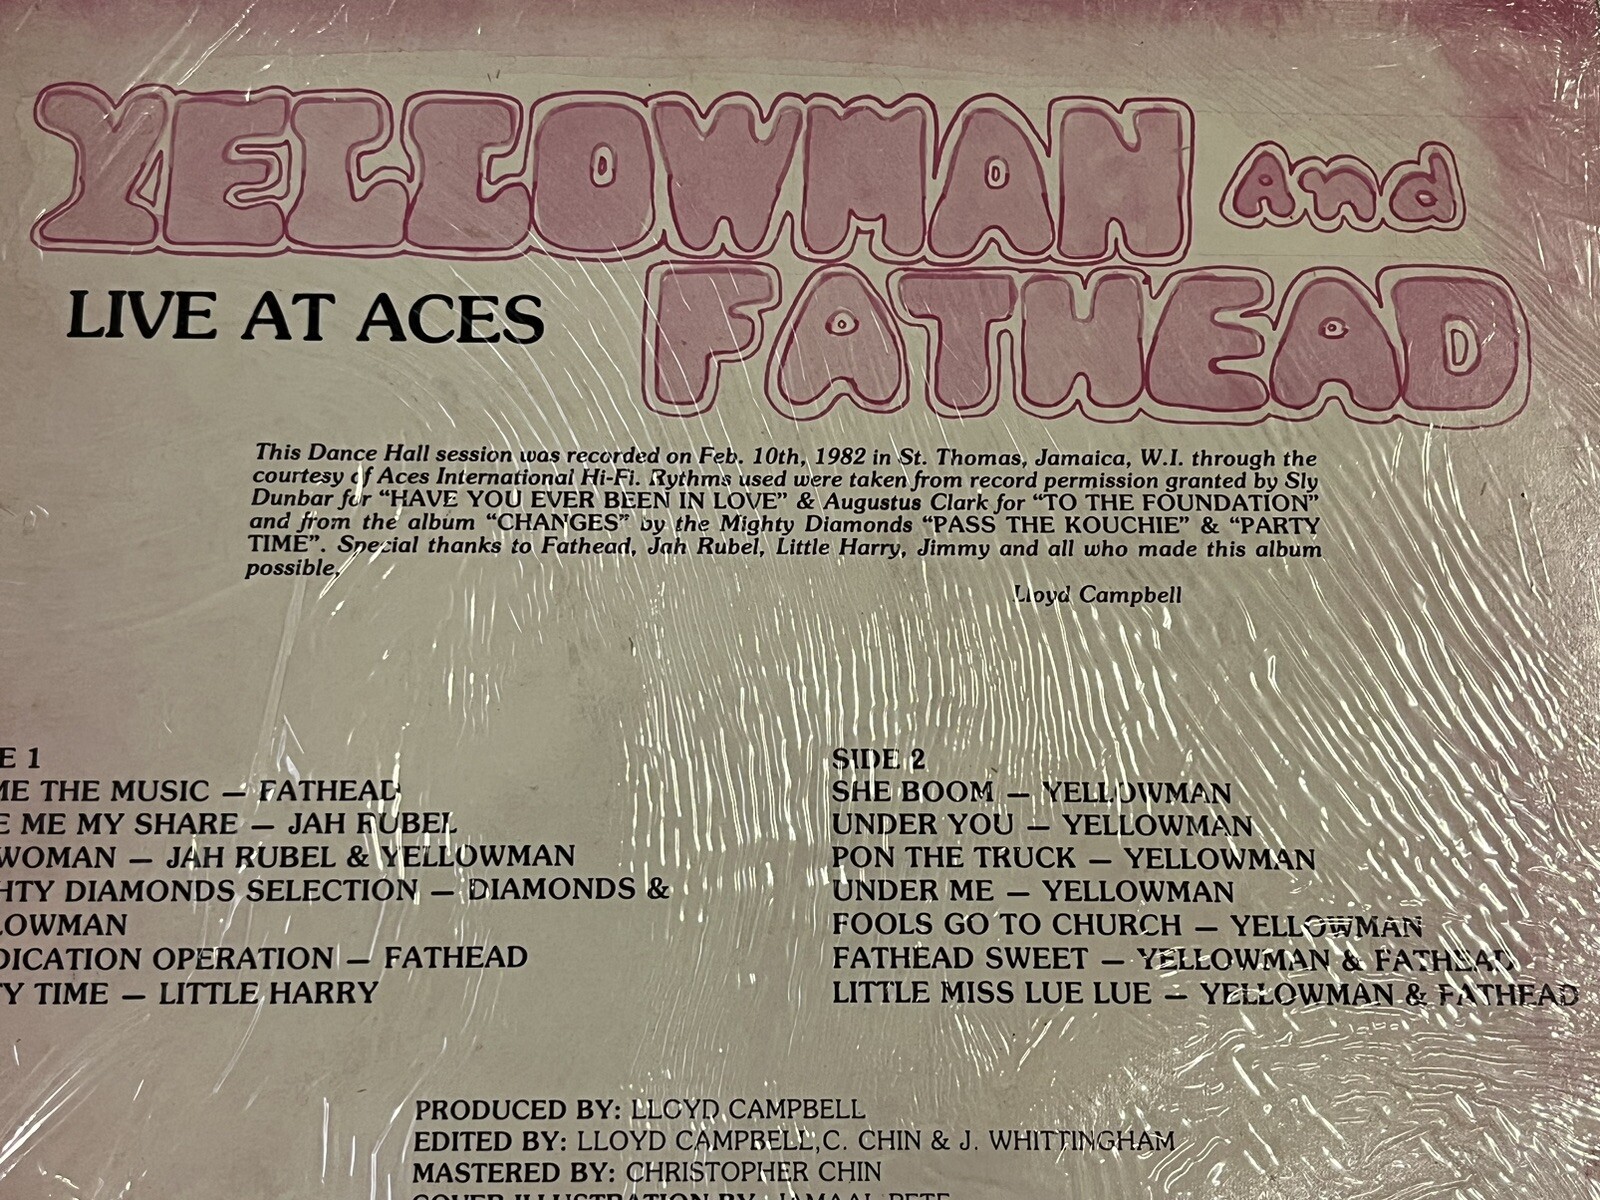 YELLOWMAN And
FATHEAD
LIVE AT ACES
This Dance Hall session was recorded on Feb. 10th, 1982 in St. Thomas, Jamaica, W.I. through the
courtesy of Aces International Hi-Fi. Rythms used were taken from record permission granted by Sly
Dunbar for “HAVE YOU EVER BEEN IN LOVE” & Augustus Clark for “TO THE FOUNDATION”
and from the album “CHANGES” by the Mighty Diamonds “PASS THE KOUCHIE” & “PARTY
TIME”. Special thanks to Fathead, Jah Rubel, Little Harry, Jimmy and all who made this album
possible,
Lloyd Campbell
E 1
ME THE MUSIC — FATHEAD
E ME MY SHARE — JAH RUBEL
WOMAN — JAH RUBEL & YELLOWMAN
HTY DIAMONDS SELECTION — DIAMONDS &
LOWMAN
DICATION OPERATION — FATHEAD
TY TIME — LITTLE HARRY
SIDE 2
SHE BOOM — YELLOWMAN
UNDER YOU — YELLOWMAN
PON THE TRUCK — YELLOWMAN
UNDER ME — YELLOWMAN
FOOLS GO TO CHURCH — YELLOWMAN
FATHEAD SWEET — YELLOWMAN & FATHEAD
LITTLE MISS LUE LUE — YELLOWMAN & FATHEAD
PRODUCED BY: LLOYD CAMPBELL
EDITED BY: LLOYD CAMPBELL, C. CHIN & J. WHITTINGHAM
MASTERED BY: CHRISTOPHER CHIN
COVER ILLUSTRATION BY: JAMAAL PETE